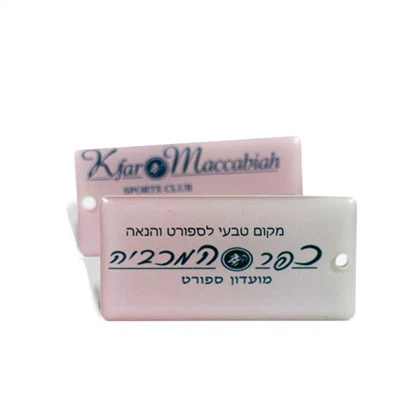 Kfar Maccabiah
SPORTS CLUB
מקום טבעי לספורט והנאה
כפר המכביה
מועדון ספורט